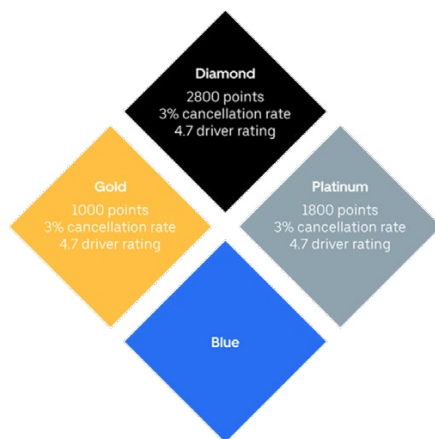 Diamond
2800 points
3% cancellation rate
4.7 driver rating
Gold
1000 points
3% cancellation rate
4.7 driver rating
Platinum
1800 points
3% cancellation rate
4.7 driver rating
Blue